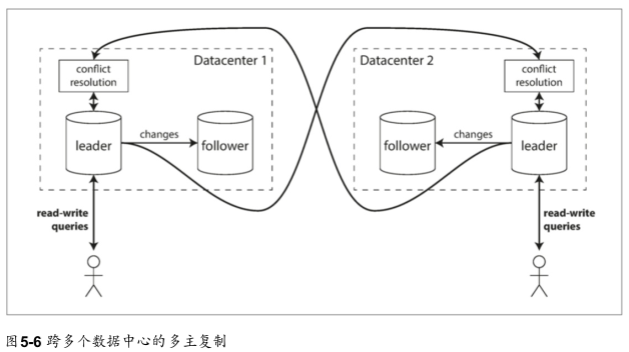 Datacenter 1
conflict
resolution
leader
changes
follower
read-write
queries
Datacenter 2
conflict
resolution
follower
changes
leader
read-write
queries
图5-6 跨多个数据中心的多主复制